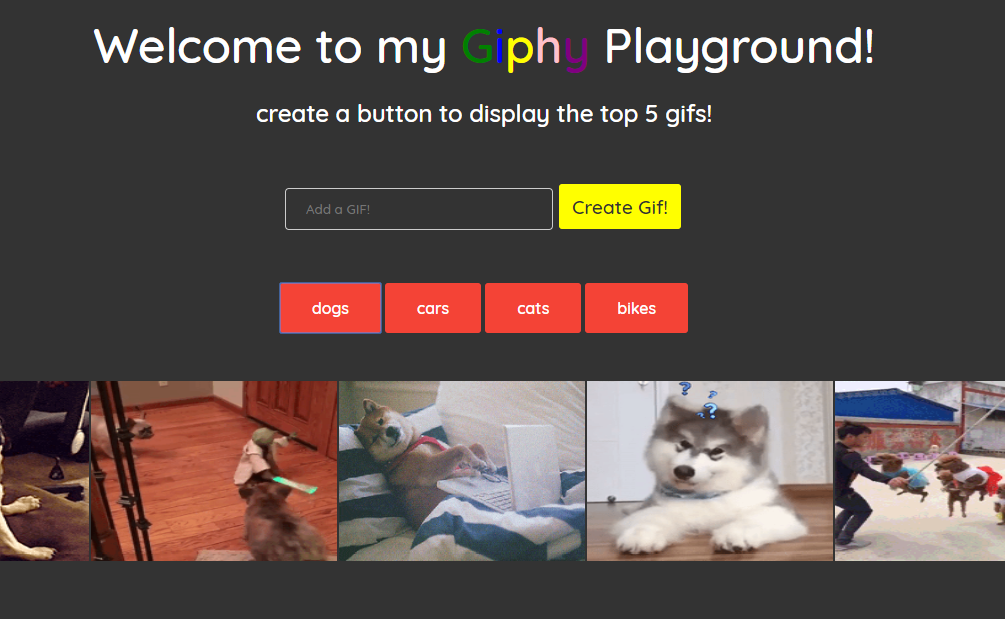 Welcome to my Giphy Playground!
create a button to display the top 5 gifs!
Add a GIF! Create Gif!
dogs cars cats bikes